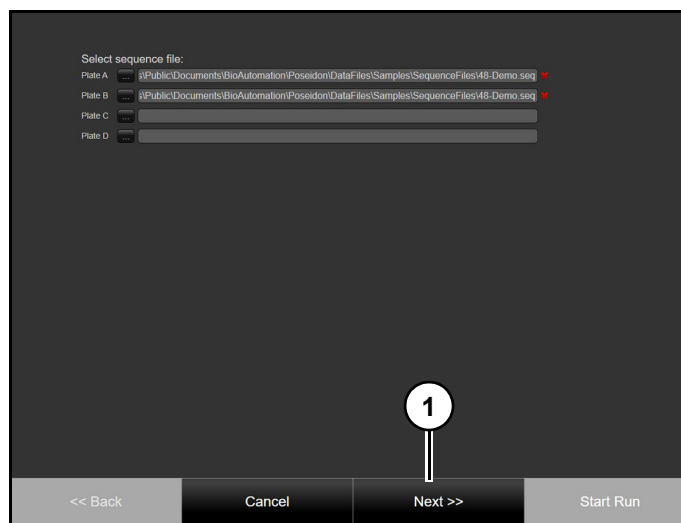 Select sequence file:
Plate A ... s\Public\Documents\BioAutomation\Poseidon\DataFiles\Samples\SequenceFiles\48-Demo.seq
Plate B ... s\Public\Documents\BioAutomation\Poseidon\DataFiles\Samples\SequenceFiles\48-Demo.seq
Plate C ...
Plate D ...
1
<< Back Cancel Next >> Start Run